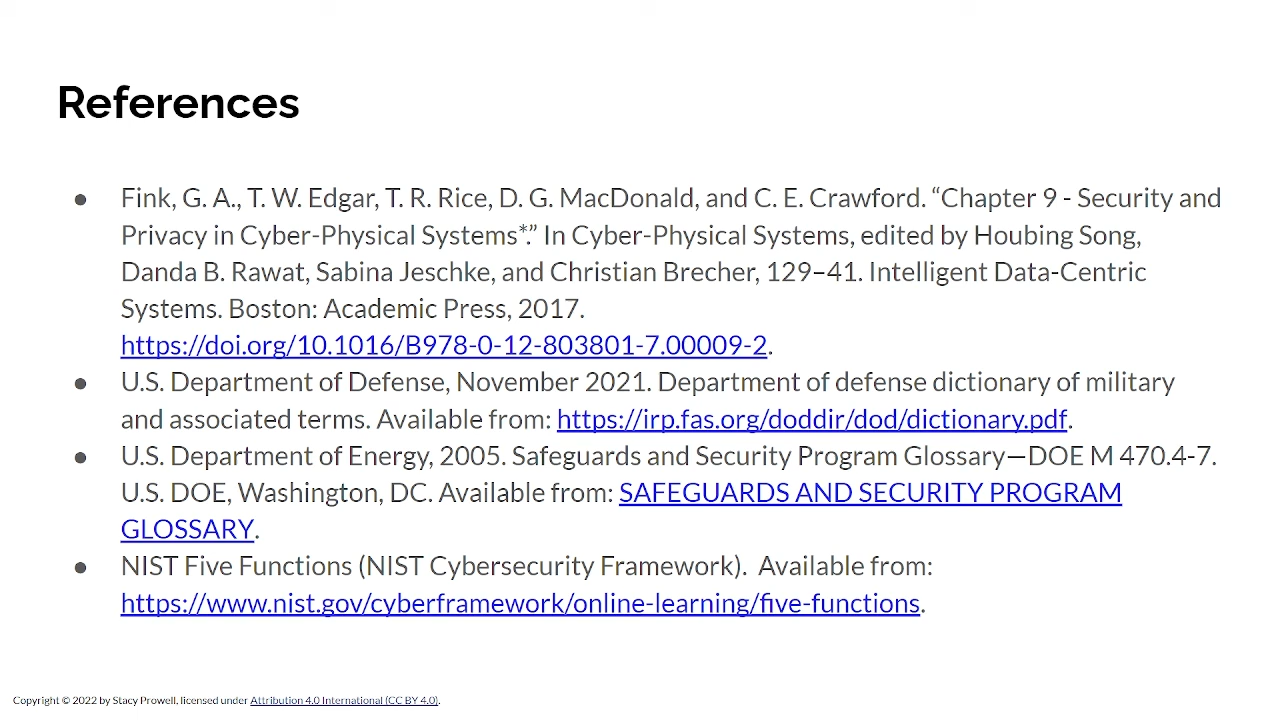 References
● Fink, G. A., T. W. Edgar, T. R. Rice, D. G. MacDonald, and C. E. Crawford. “Chapter 9 - Security and
Privacy in Cyber-Physical Systems*.” In Cyber-Physical Systems, edited by Houbing Song,
Danda B. Rawat, Sabina Jeschke, and Christian Brecher, 129–41. Intelligent Data-Centric
Systems. Boston: Academic Press, 2017.
https://doi.org/10.1016/B978-0-12-803801-7.00009-2.
● U.S. Department of Defense, November 2021. Department of defense dictionary of military
and associated terms. Available from: https://irp.fas.org/doddir/dod/dictionary.pdf.
● U.S. Department of Energy, 2005. Safeguards and Security Program Glossary—DOE M 470.4-7.
U.S. DOE, Washington, DC. Available from: SAFEGUARDS AND SECURITY PROGRAM
GLOSSARY.
● NIST Five Functions (NIST Cybersecurity Framework).  Available from:
https://www.nist.gov/cyberframework/online-learning/five-functions.
Copyright © 2022 by Stacy Prowell, licensed under Attribution 4.0 International (CC BY 4.0).